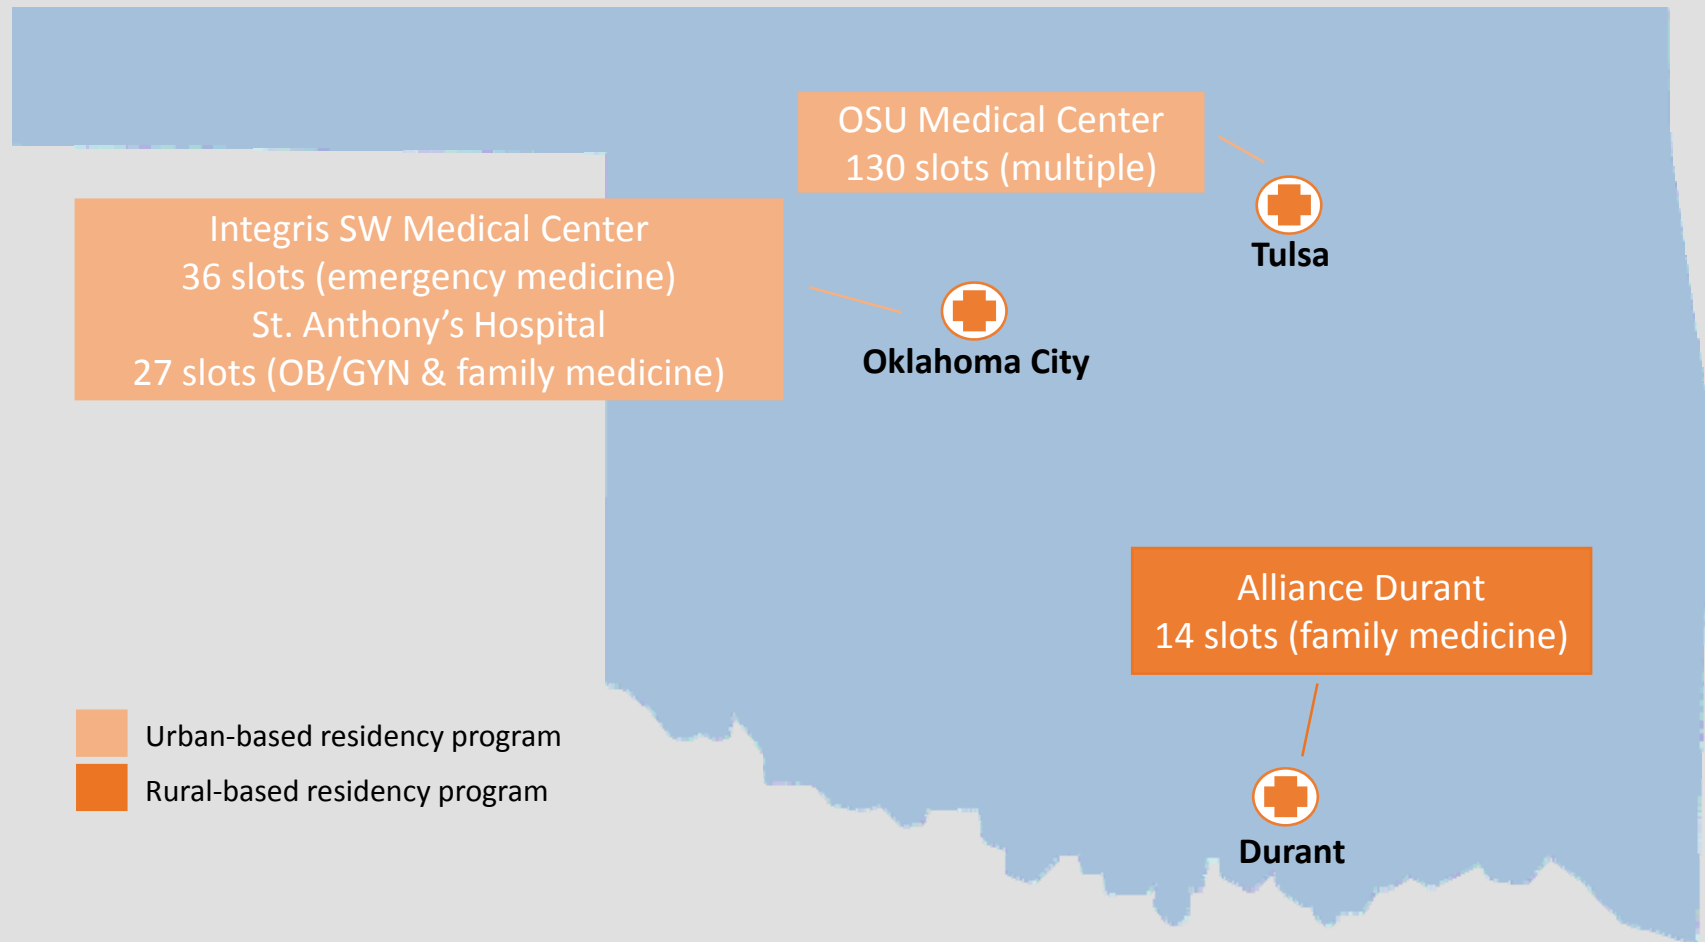 OSU Medical Center
130 slots (multiple)
Tulsa
Integris SW Medical Center
36 slots (emergency medicine)
St. Anthony’s Hospital
27 slots (OB/GYN & family medicine)
Oklahoma City
Alliance Durant
14 slots (family medicine)
Durant
Urban-based residency program
Rural-based residency program